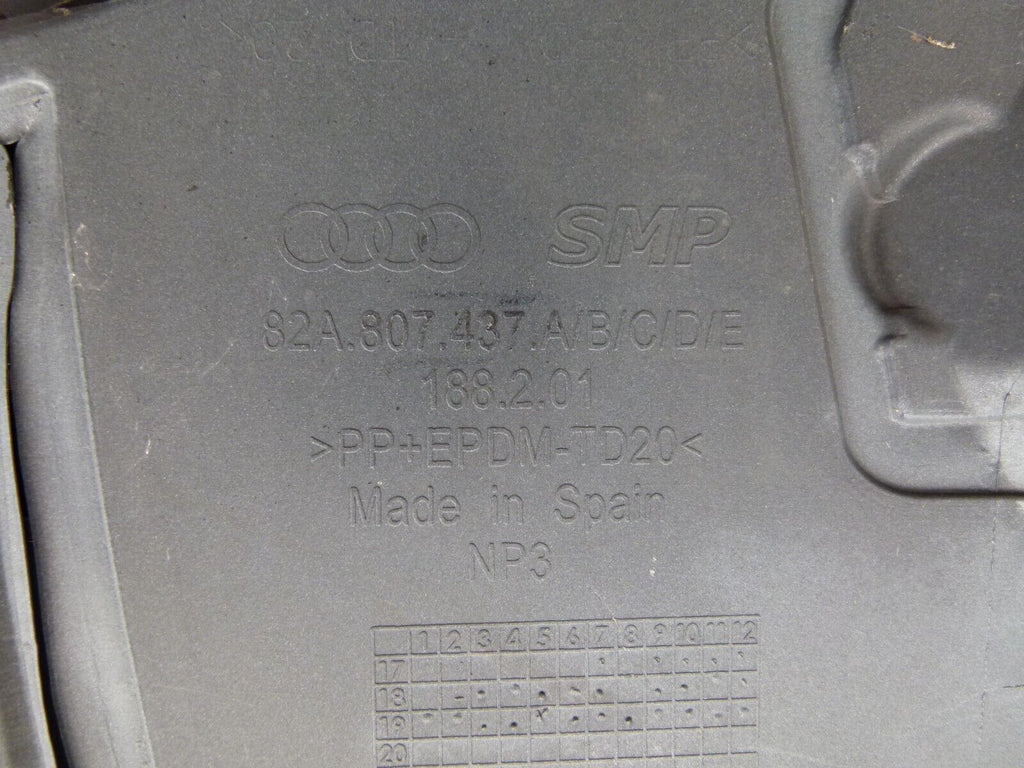 SMP
82A.807.437.A/B/C/D/E
188.2.01
>PP+EPDM-TD20<
Made in Spain
NP3
1 2 3 4 5 6 7 8 9 10 11 12
17
18
19
20